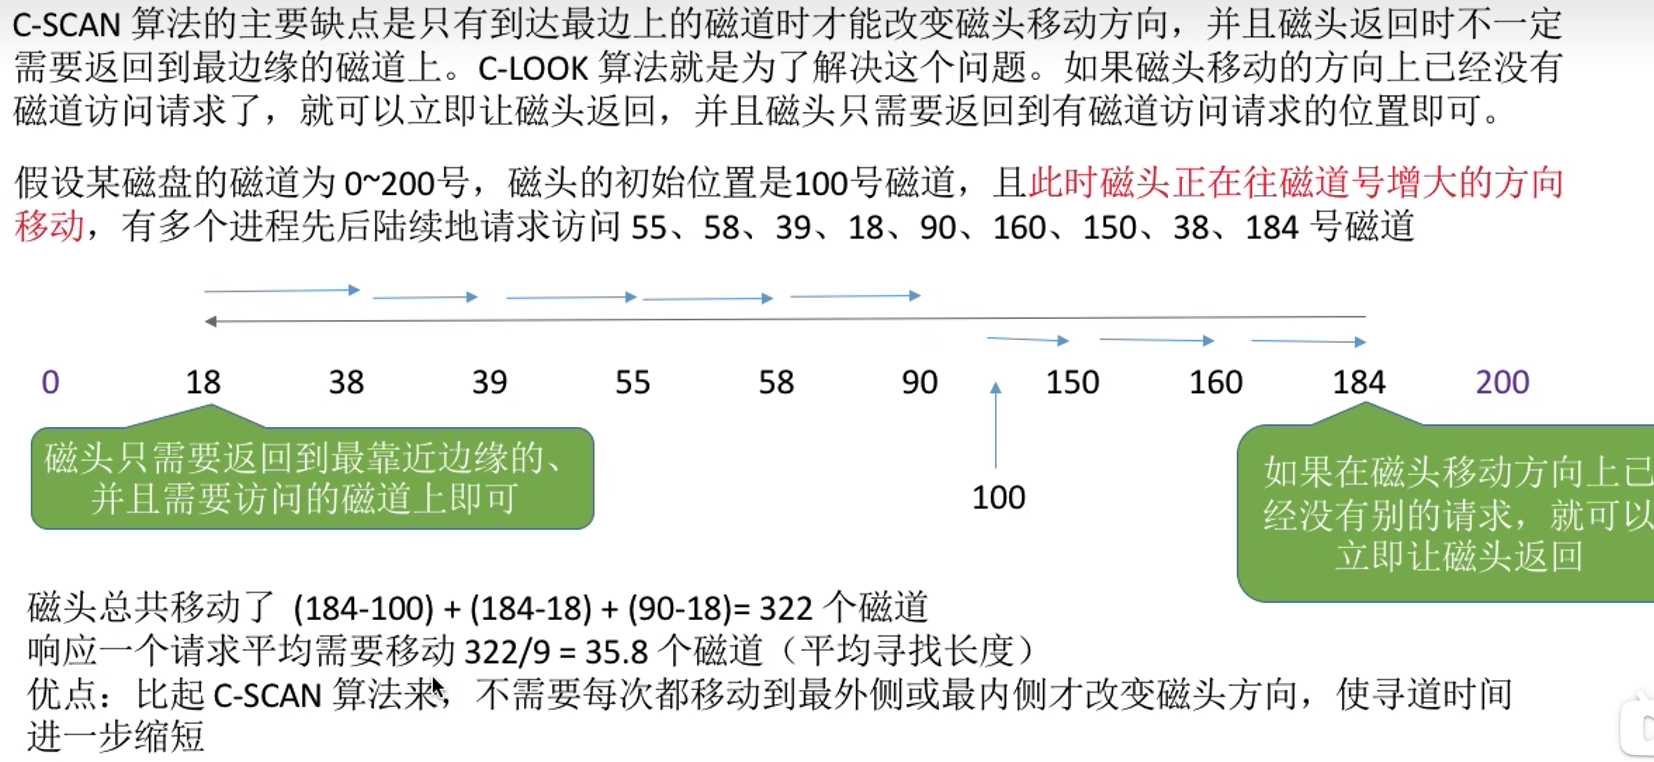 C-SCAN 算法的主要缺点是只有到达最边上的磁道时才能改变磁头移动方向，并且磁头返回时不一定
需要返回到最边缘的磁道上。C-LOOK 算法就是为了解决这个问题。如果磁头移动的方向上已经没有
磁道访问请求了，就可以立即让磁头返回，并且磁头只需要返回到有磁道访问请求的位置即可。
假设某磁盘的磁道为 0~200号，磁头的初始位置是100号磁道，且此时磁头正在往磁道号增大的方向
移动，有多个进程先后陆续地请求访问 55、58、39、18、90、160、150、38、184 号磁道
0 18 38 39 55 58 90 150 160 184 200
磁头只需要返回到最靠近边缘的、
并且需要访问的磁道上即可
100
如果在磁头移动方向上已
经没有别的请求，就可以
立即让磁头返回
磁头总共移动了 (184-100) + (184-18) + (90-18)= 322 个磁道
响应一个请求平均需要移动 322/9 = 35.8 个磁道（平均寻找长度）
优点：比起 C-SCAN 算法来，不需要每次都移动到最外侧或最内侧才改变磁头方向，使寻道时间
进一步缩短